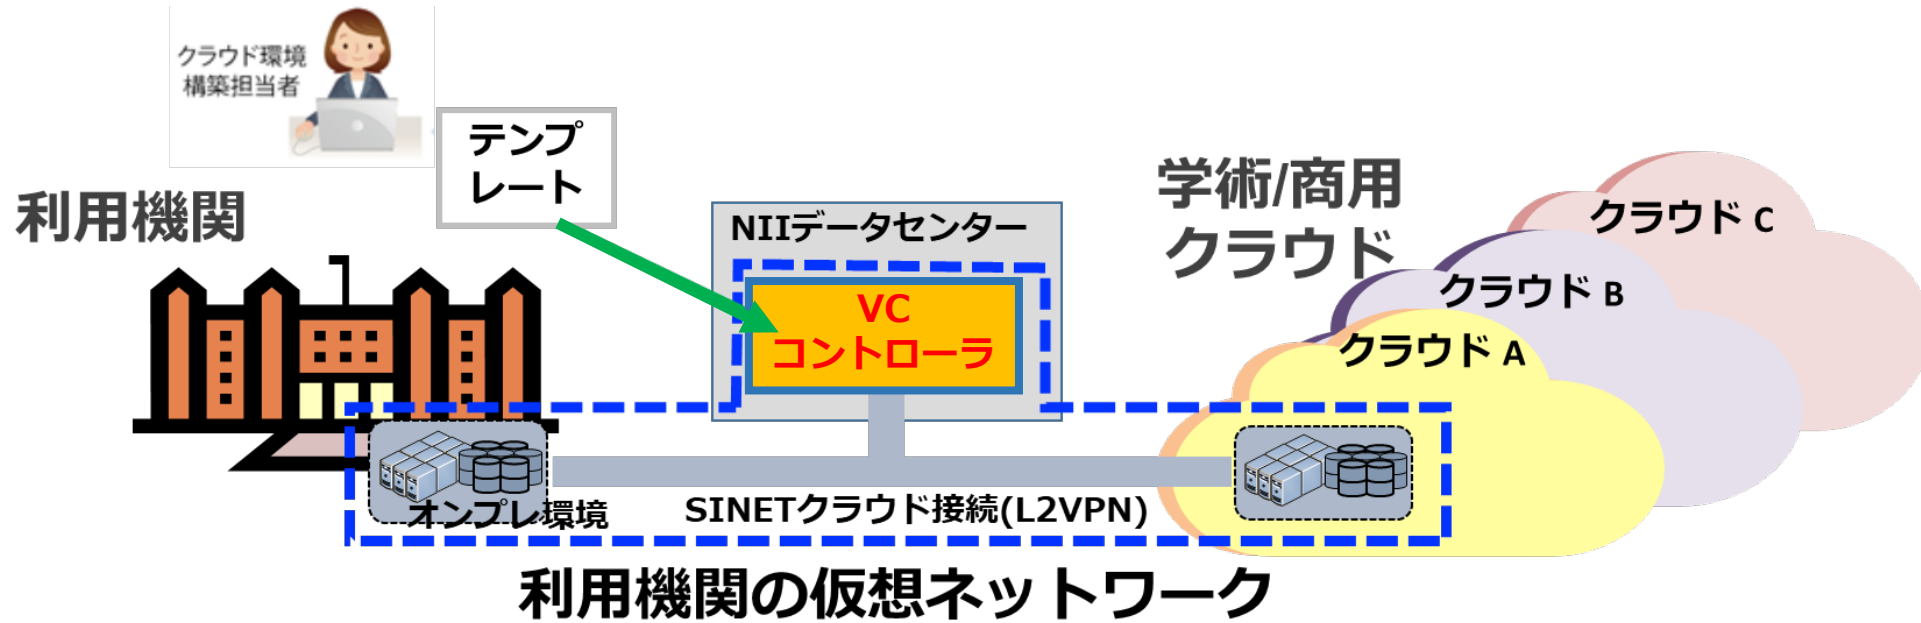 クラウド環境
構築担当者
テンプ
レート
利用機関
NIIデータセンター
VC
コントローラ
学術/商用
クラウド
クラウド C
クラウド B
クラウド A
オンプレ環境
SINETクラウド接続(L2VPN)
利用機関の仮想ネットワーク